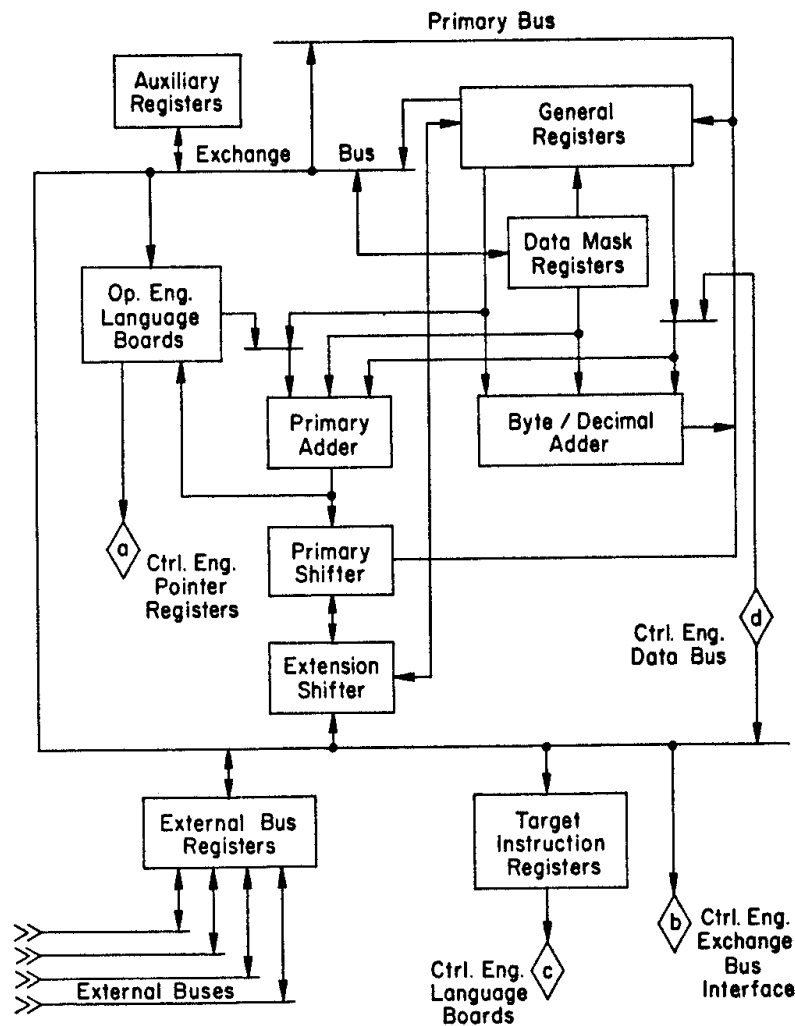 Primary Bus
Auxiliary
Registers
General
Registers
Exchange Bus
Data Mask
Registers
Op. Eng.
Language
Boards
Primary
Adder
Byte / Decimal
Adder
a
Ctrl. Eng.
Pointer
Registers
Primary
Shifter
d
Ctrl. Eng.
Data Bus
Extension
Shifter
External Bus
Registers
Target
Instruction
Registers
b
Ctrl. Eng.
Exchange
Bus
Interface
External Buses
c
Ctrl. Eng.
Language
Boards